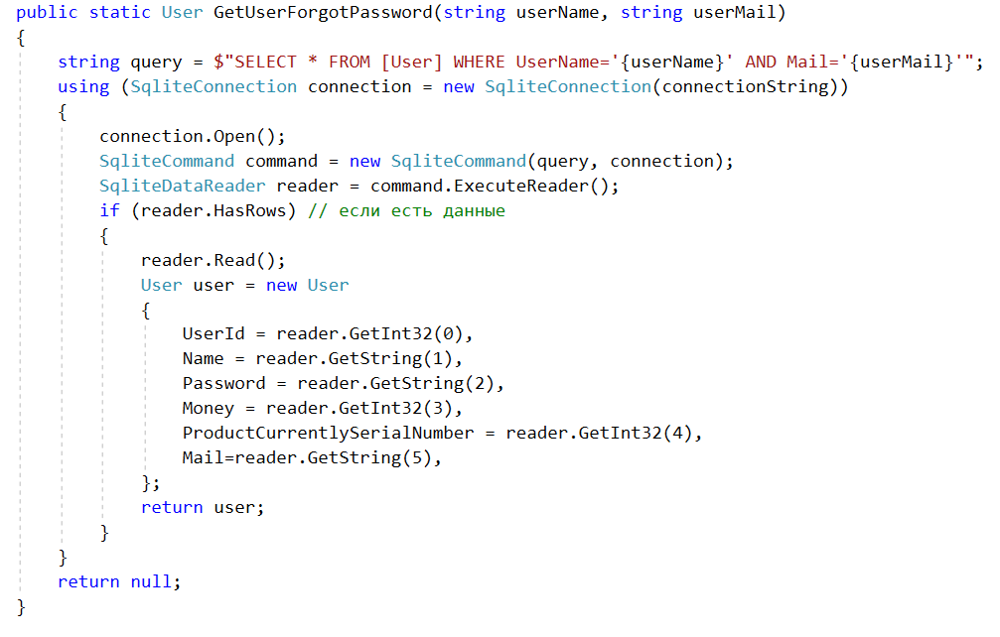 public static User GetUserForgotPassword(string userName, string userMail)
{
string query = $"SELECT * FROM [User] WHERE UserName='{userName}' AND Mail='{userMail}'";
using (SqliteConnection connection = new SqliteConnection(connectionString))
{
connection.Open();
SqliteCommand command = new SqliteCommand(query, connection);
SqliteDataReader reader = command.ExecuteReader();
if (reader.HasRows) // если есть данные
{
reader.Read();
User user = new User
{
UserId = reader.GetInt32(0),
Name = reader.GetString(1),
Password = reader.GetString(2),
Money = reader.GetInt32(3),
ProductCurrentlySerialNumber = reader.GetInt32(4),
Mail=reader.GetString(5),
};
return user;
}
}
return null;
}